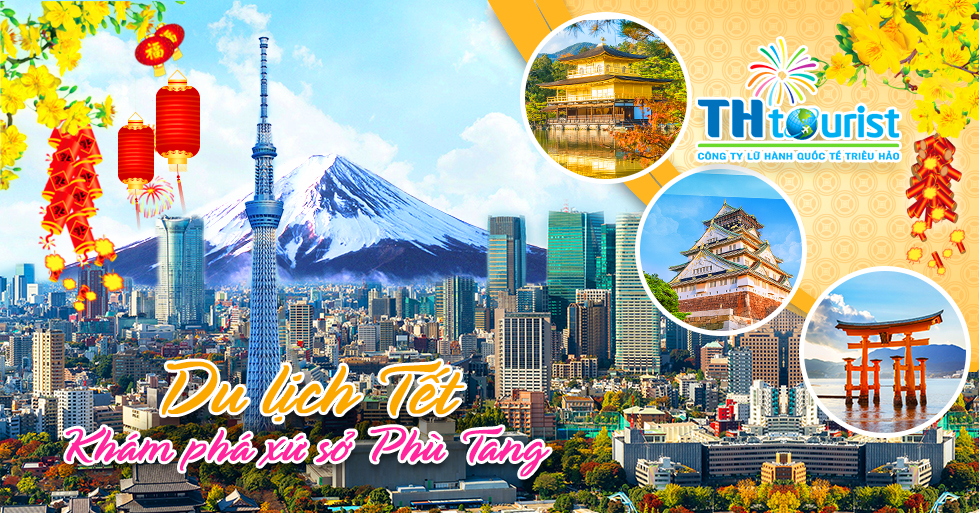 THtourist
CÔNG TY LỮ HÀNH QUỐC TẾ TRIỀU HẢO
Du lịch Tết
Khám phá xứ sở Phù Tang